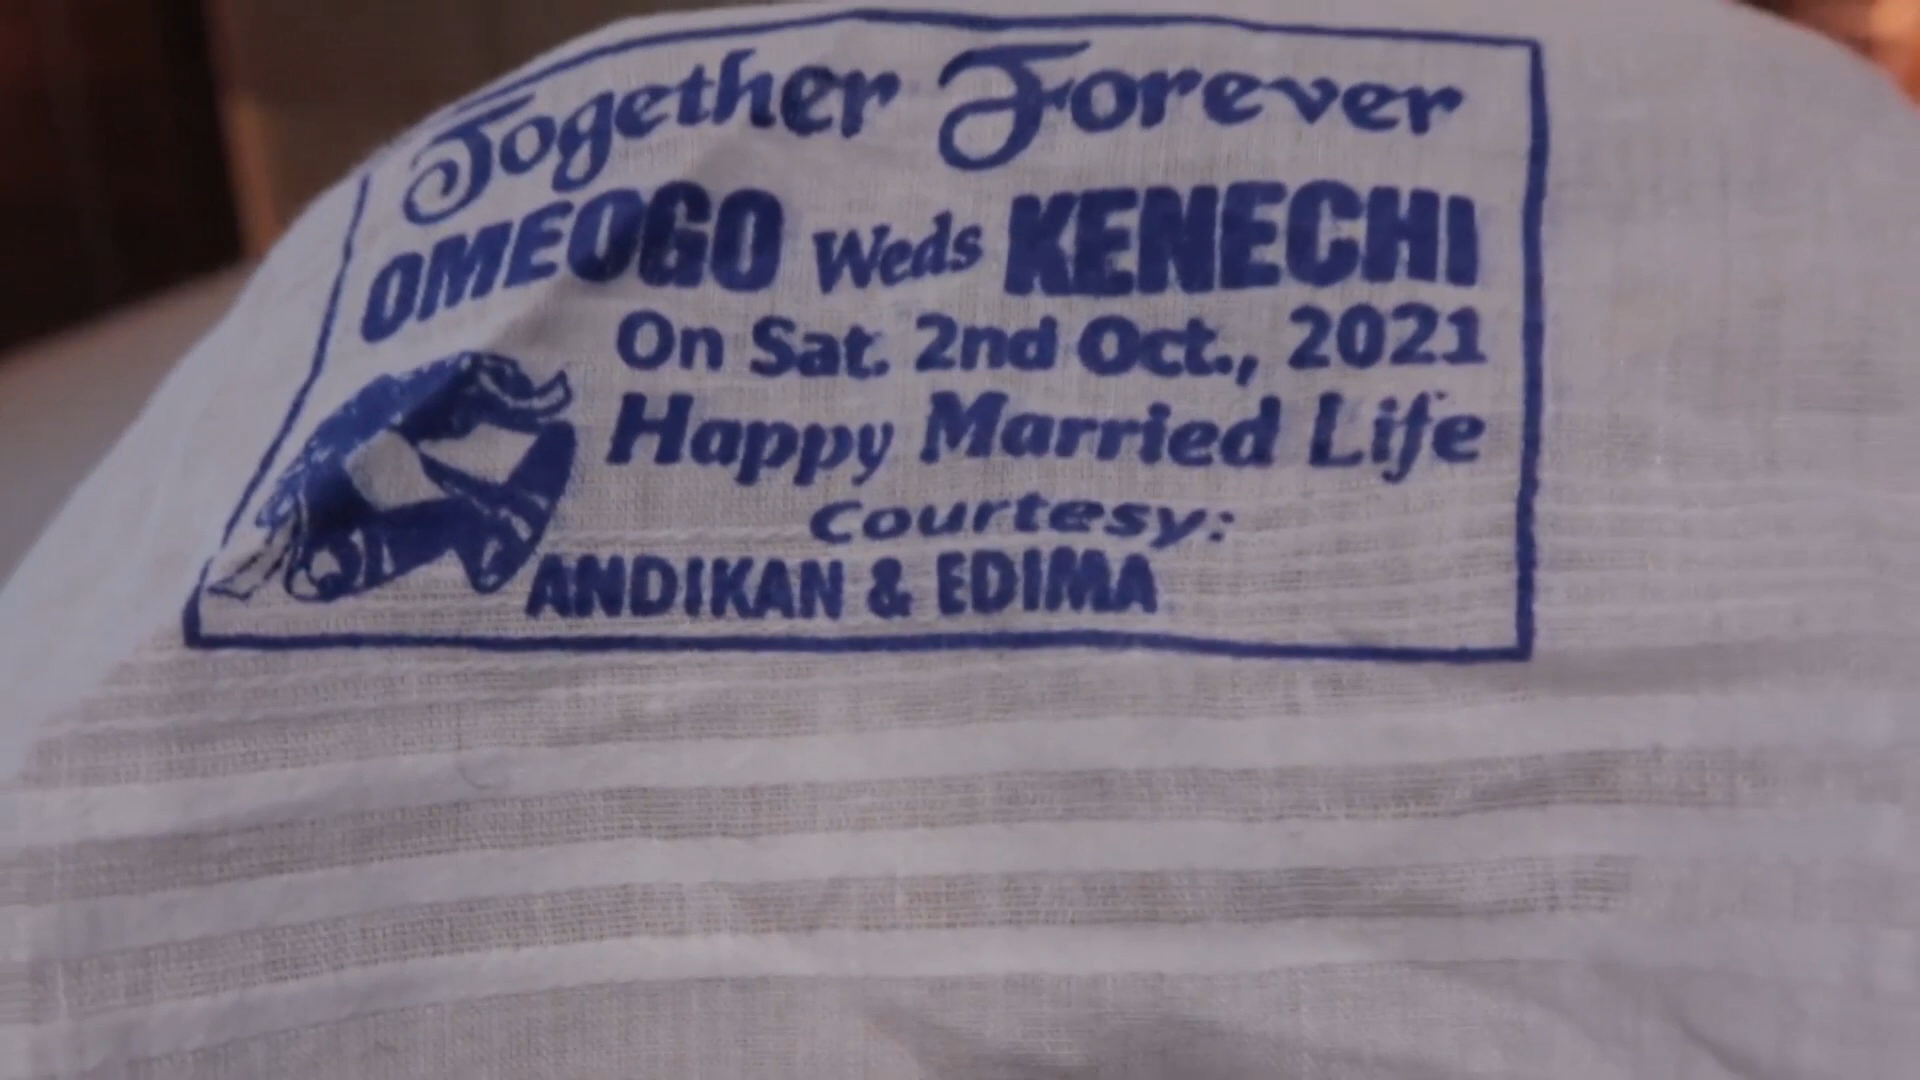 Together Forever
OMEOGO Weds KENECHI
On Sat. 2nd Oct., 2021
Happy Married Life
Courtesy:
ANDIKAN & EDIMA